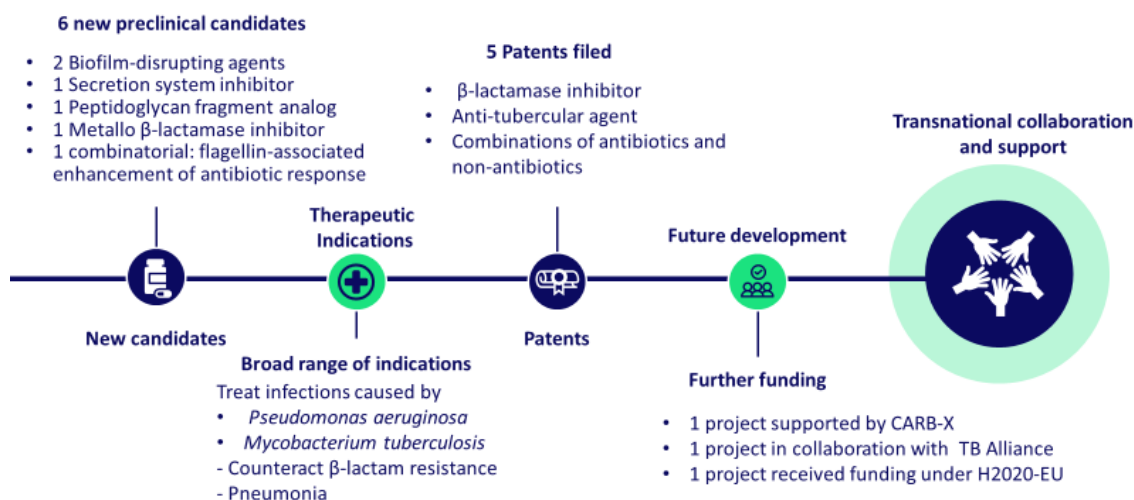 6 new preclinical candidates
• 2 Biofilm-disrupting agents
• 1 Secretion system inhibitor
• 1 Peptidoglycan fragment analog
• 1 Metallo β-lactamase inhibitor
• 1 combinatorial: flagellin-associated
enhancement of antibiotic response
New candidates
Therapeutic
Indications
Broad range of indications
Treat infections caused by
• Pseudomonas aeruginosa
• Mycobacterium tuberculosis
- Counteract β-lactam resistance
- Pneumonia
5 Patents filed
• β-lactamase inhibitor
• Anti-tubercular agent
• Combinations of antibiotics and
non-antibiotics
Patents
Future development
Further funding
• 1 project supported by CARB-X
• 1 project in collaboration with TB Alliance
• 1 project received funding under H2020-EU
Transnational collaboration
and support